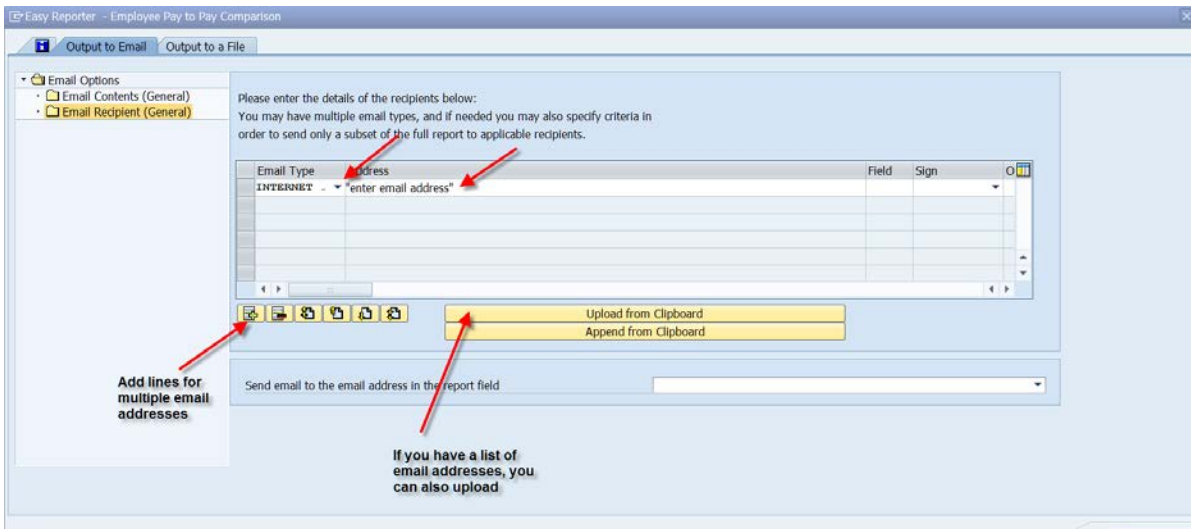 Easy Reporter - Employee Pay to Pay Comparison
Output to Email
Output to a File
Email Options
Email Contents (General)
Email Recipient (General)
Please enter the details of the recipients below:
You may have multiple email types, and if needed you may also specify criteria in
order to send only a subset of the full report to applicable recipients.
Email Type Address Field Sign O
INTERNET .. "enter email address"
Upload from Clipboard
Append from Clipboard
Add lines for
multiple email
addresses
Send email to the email address in the report field
If you have a list of
email addresses, you
can also upload